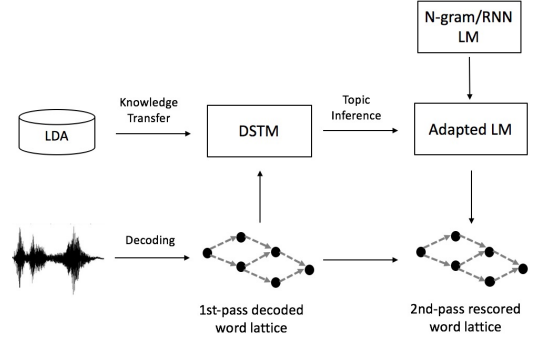 N-gram/RNN
LM
Knowledge
Transfer
Topic
Inference
LDA
DSTM
Adapted LM
Decoding
1st-pass decoded
word lattice
2nd-pass rescored
word lattice